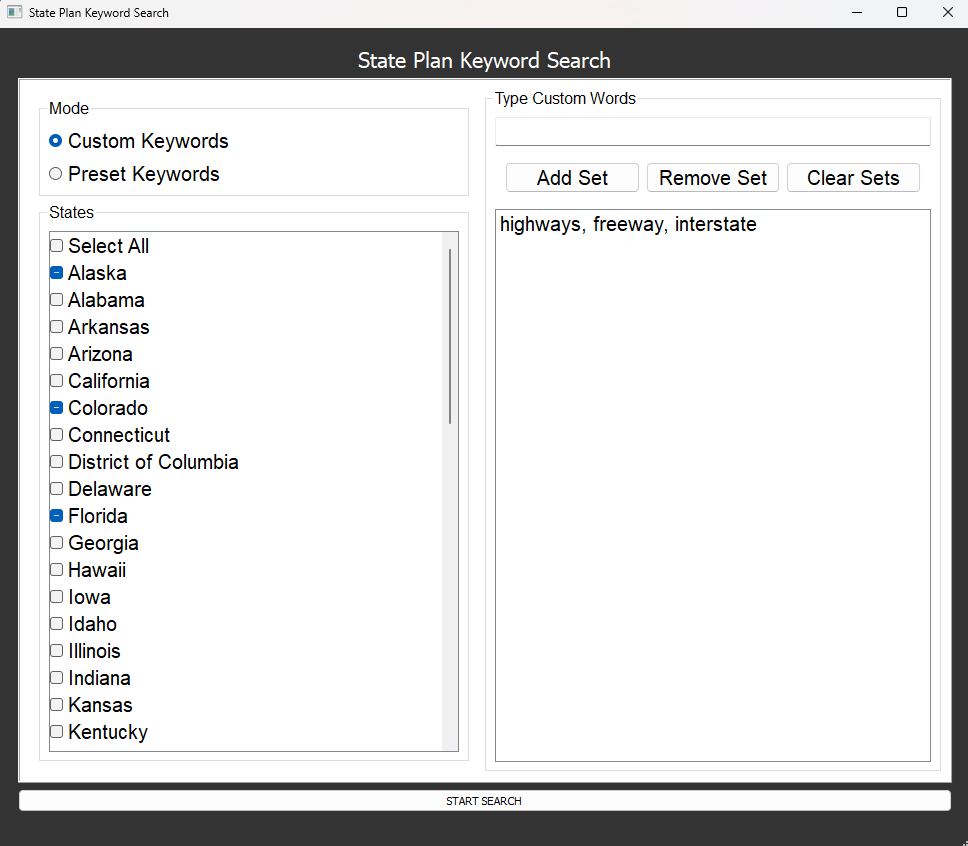 State Plan Keyword Search
State Plan Keyword Search
Mode
Custom Keywords
Preset Keywords
States
Select All
Alaska
Alabama
Arkansas
Arizona
California
Colorado
Connecticut
District of Columbia
Delaware
Florida
Georgia
Hawaii
Iowa
Idaho
Illinois
Indiana
Kansas
Kentucky
Type Custom Words
Add Set Remove Set Clear Sets
highways, freeway, interstate
START SEARCH